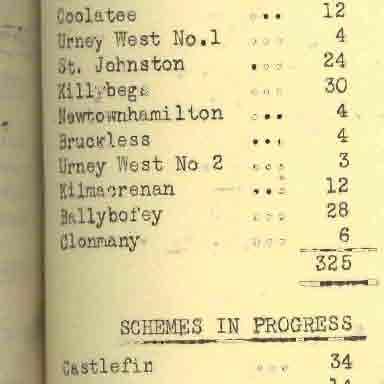 Coolatee ... 12
Urney West No.1 ... 4
St. Johnston ... 24
Killybegs ... 30
Newtownhamilton ... 4
Bruckless ... 4
Urney West No 2 ... 3
Kilmacrenan ... 12
Ballybofey ... 28
Clonmany ... 6
325
SCHEMES IN PROGRESS
Castlefin ... 34